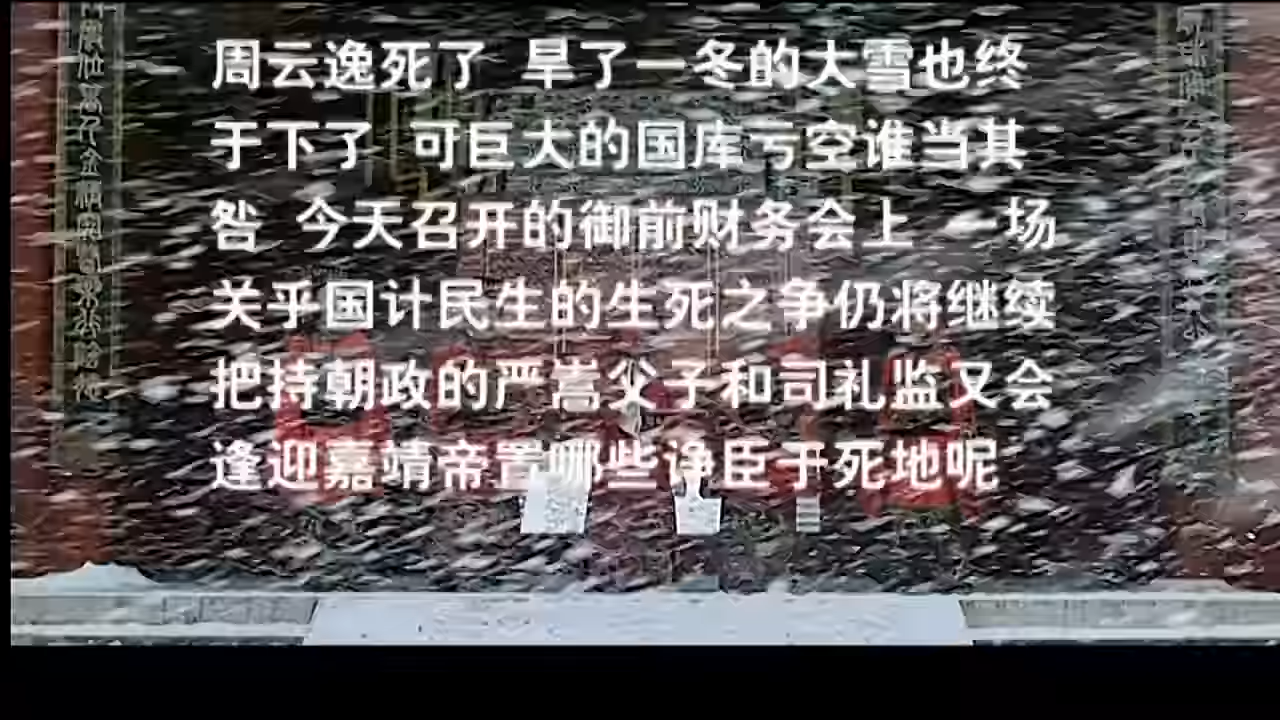 周云逸死了 旱了一冬的大雪也终
于下了 可巨大的国库亏空谁当其
咎 今天召开的御前财务会上 一场
关乎国计民生的生死之争仍将继续
把持朝政的严嵩父子和司礼监又会
逢迎嘉靖帝置哪些诤臣于死地呢